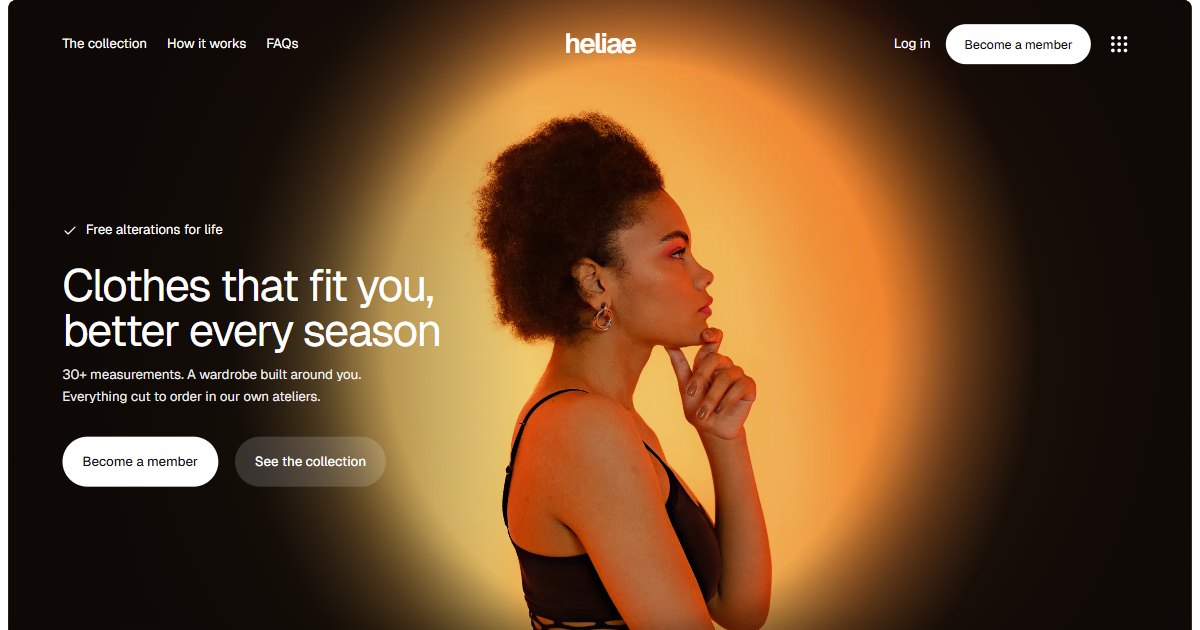 The collection
How it works
FAQs
heliae
Log in
Become a member
Free alterations for life
Clothes that fit you,
better every season
30+ measurements. A wardrobe built around you.
Everything cut to order in our own ateliers.
Become a member
See the collection